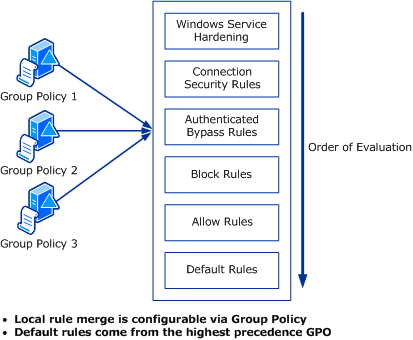 Windows Service
Hardening
Connection
Security Rules
Group Policy 1
Authenticated
Bypass Rules
Order of Evaluation
Group Policy 2
Block Rules
Allow Rules
Group Policy 3
Default Rules
• Local rule merge is configurable via Group Policy
• Default rules come from the highest precedence GPO